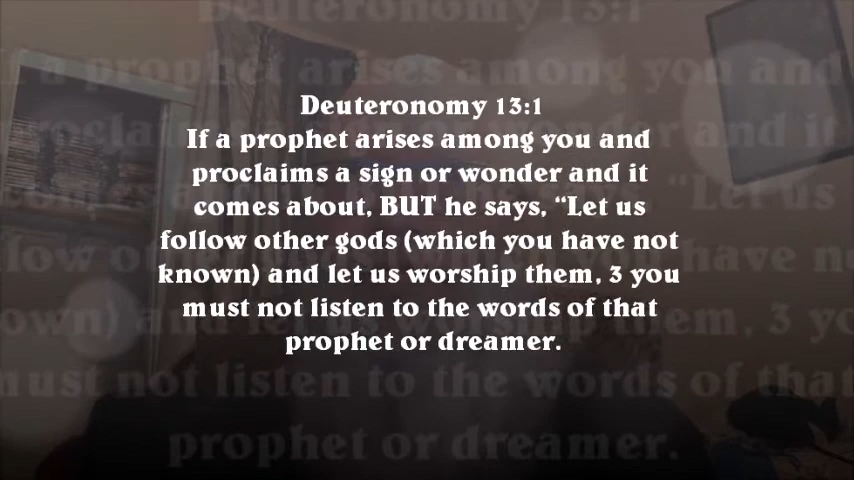 Deuteronomy 13:1
If a prophet arises among you and
proclaims a sign or wonder and it
comes about, BUT he says, “Let us
follow other gods (which you have not
known) and let us worship them, 3 you
must not listen to the words of that
prophet or dreamer.